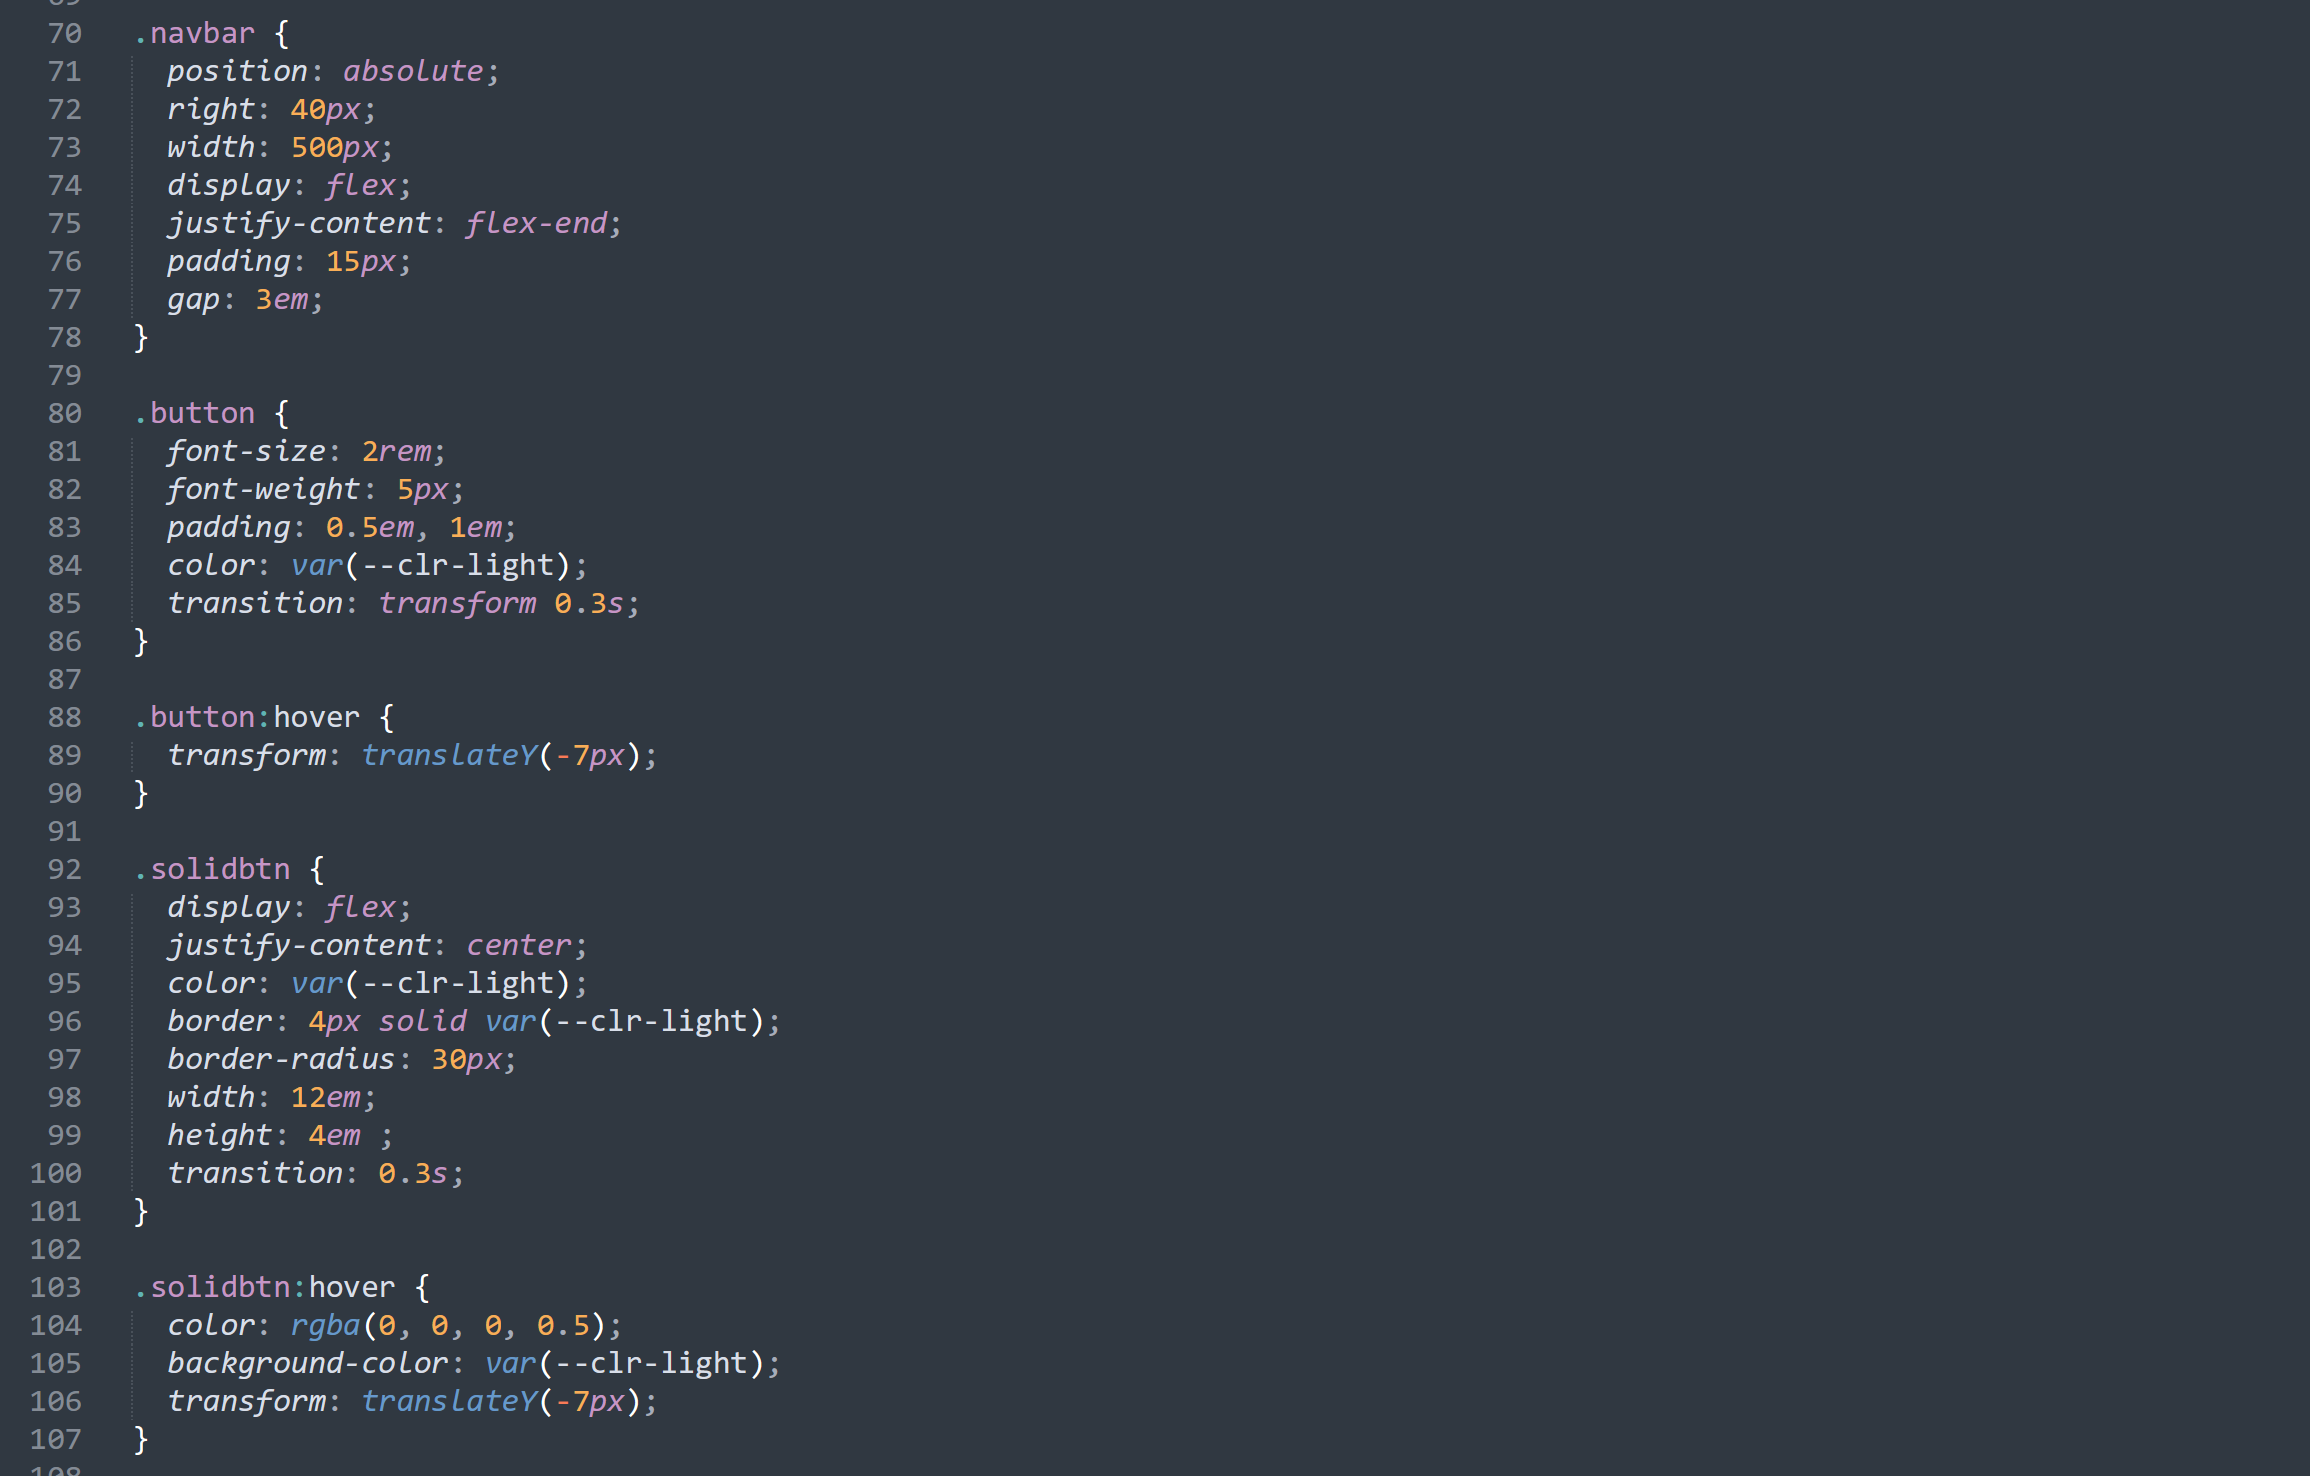 70 .navbar {
71 position: absolute;
72 right: 40px;
73 width: 500px;
74 display: flex;
75 justify-content: flex-end;
76 padding: 15px;
77 gap: 3em;
78 }
79
80 .button {
81 font-size: 2rem;
82 font-weight: 5px;
83 padding: 0.5em, 1em;
84 color: var(--clr-light);
85 transition: transform 0.3s;
86 }
87
88 .button:hover {
89 transform: translateY(-7px);
90 }
91
92 .solidbtn {
93 display: flex;
94 justify-content: center;
95 color: var(--clr-light);
96 border: 4px solid var(--clr-light);
97 border-radius: 30px;
98 width: 12em;
99 height: 4em ;
100 transition: 0.3s;
101 }
102
103 .solidbtn:hover {
104 color: rgba(0, 0, 0, 0.5);
105 background-color: var(--clr-light);
106 transform: translateY(-7px);
107 }